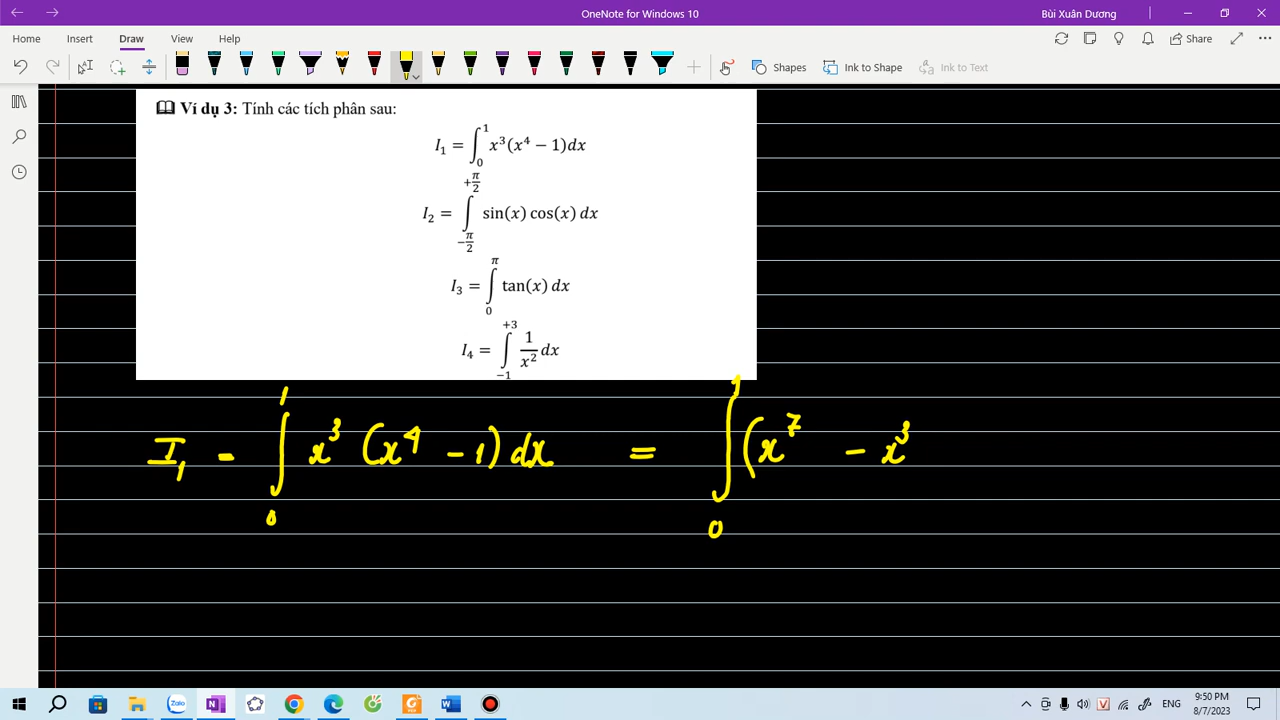 OneNote for Windows 10
Bùi Xuân Dương
Home Insert Draw View Help
Share
Shapes
Ink to Shape
Ink to Text
Ví dụ 3: Tính các tích phân sau:
I₁ = ∫₀¹ x³(x⁴ − 1)dx
I₂ = ∫_{−π/2}^{+π/2} sin(x) cos(x) dx
I₃ = ∫₀^π tan(x) dx
I₄ = ∫_{−1}^{+3} 1/x² dx
I₁ = ∫₀¹ x³ (x⁴ − 1) dx = ∫₀¹ (x⁷ − x³
Zalo
9:50 PM
8/7/2023